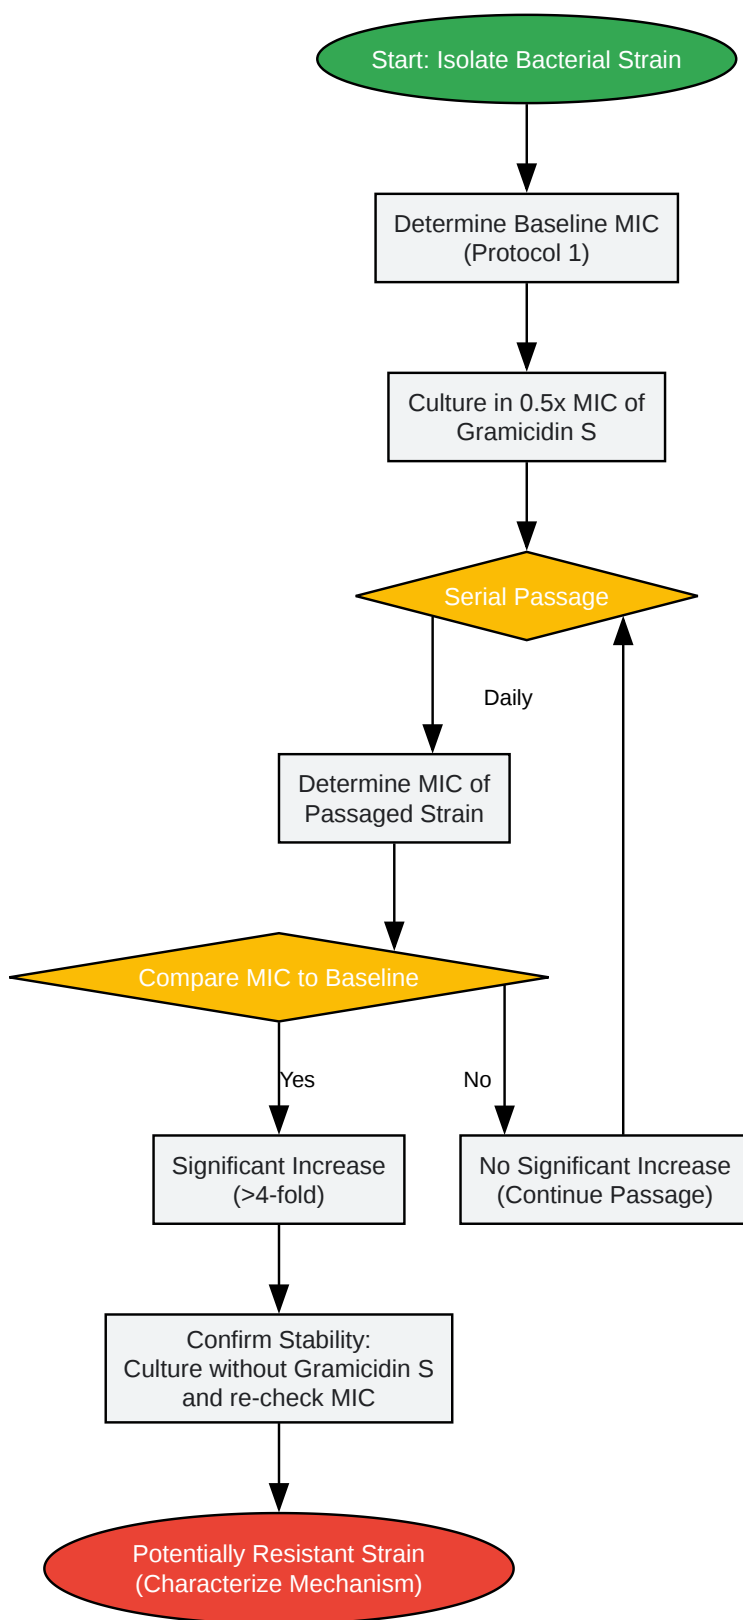 Start: Isolate Bacterial Strain
Determine Baseline MIC
(Protocol 1)
Culture in 0.5x MIC of
Gramicidin S
Serial Passage
Daily
Determine MIC of
Passaged Strain
Compare MIC to Baseline
Yes
No
Significant Increase
(>4-fold)
No Significant Increase
(Continue Passage)
Confirm Stability:
Culture without Gramicidin S
and re-check MIC
Potentially Resistant Strain
(Characterize Mechanism)